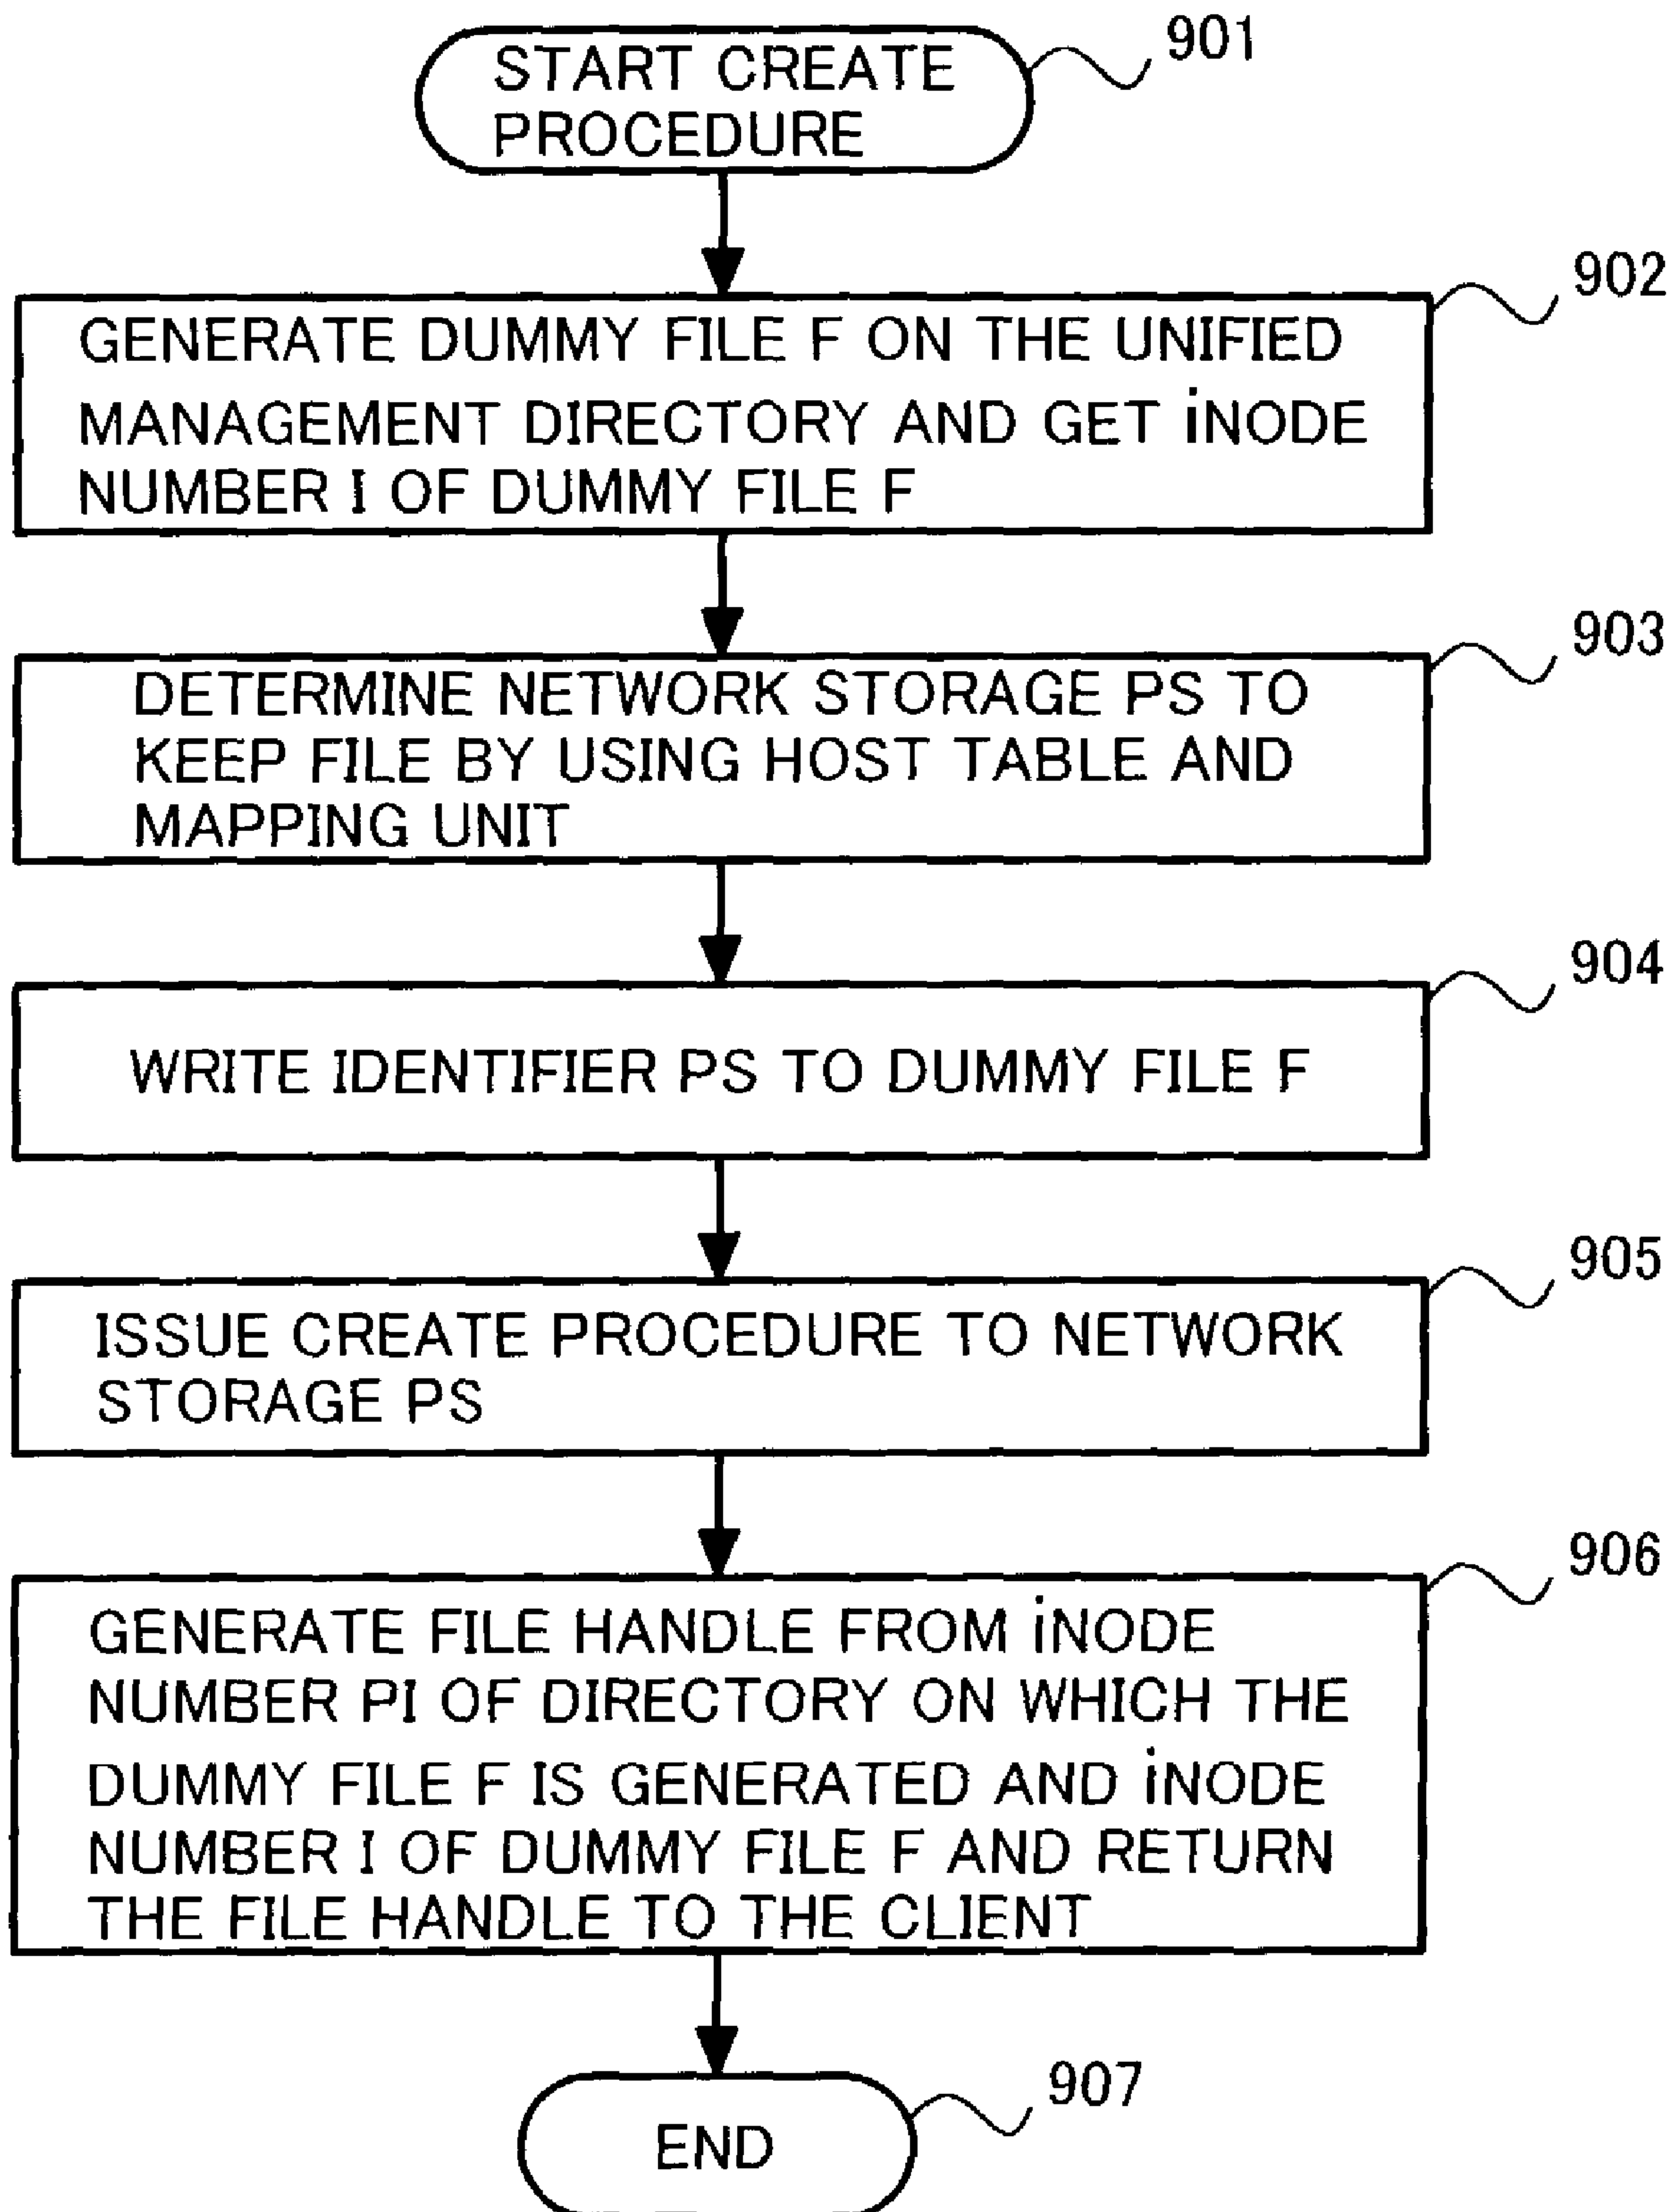 START CREATE
PROCEDURE
901
902
GENERATE DUMMY FILE F ON THE UNIFIED
MANAGEMENT DIRECTORY AND GET iNODE
NUMBER I OF DUMMY FILE F
903
DETERMINE NETWORK STORAGE PS TO
KEEP FILE BY USING HOST TABLE AND
MAPPING UNIT
904
WRITE IDENTIFIER PS TO DUMMY FILE F
905
ISSUE CREATE PROCEDURE TO NETWORK
STORAGE PS
906
GENERATE FILE HANDLE FROM iNODE
NUMBER PI OF DIRECTORY ON WHICH THE
DUMMY FILE F IS GENERATED AND iNODE
NUMBER I OF DUMMY FILE F AND RETURN
THE FILE HANDLE TO THE CLIENT
907
END